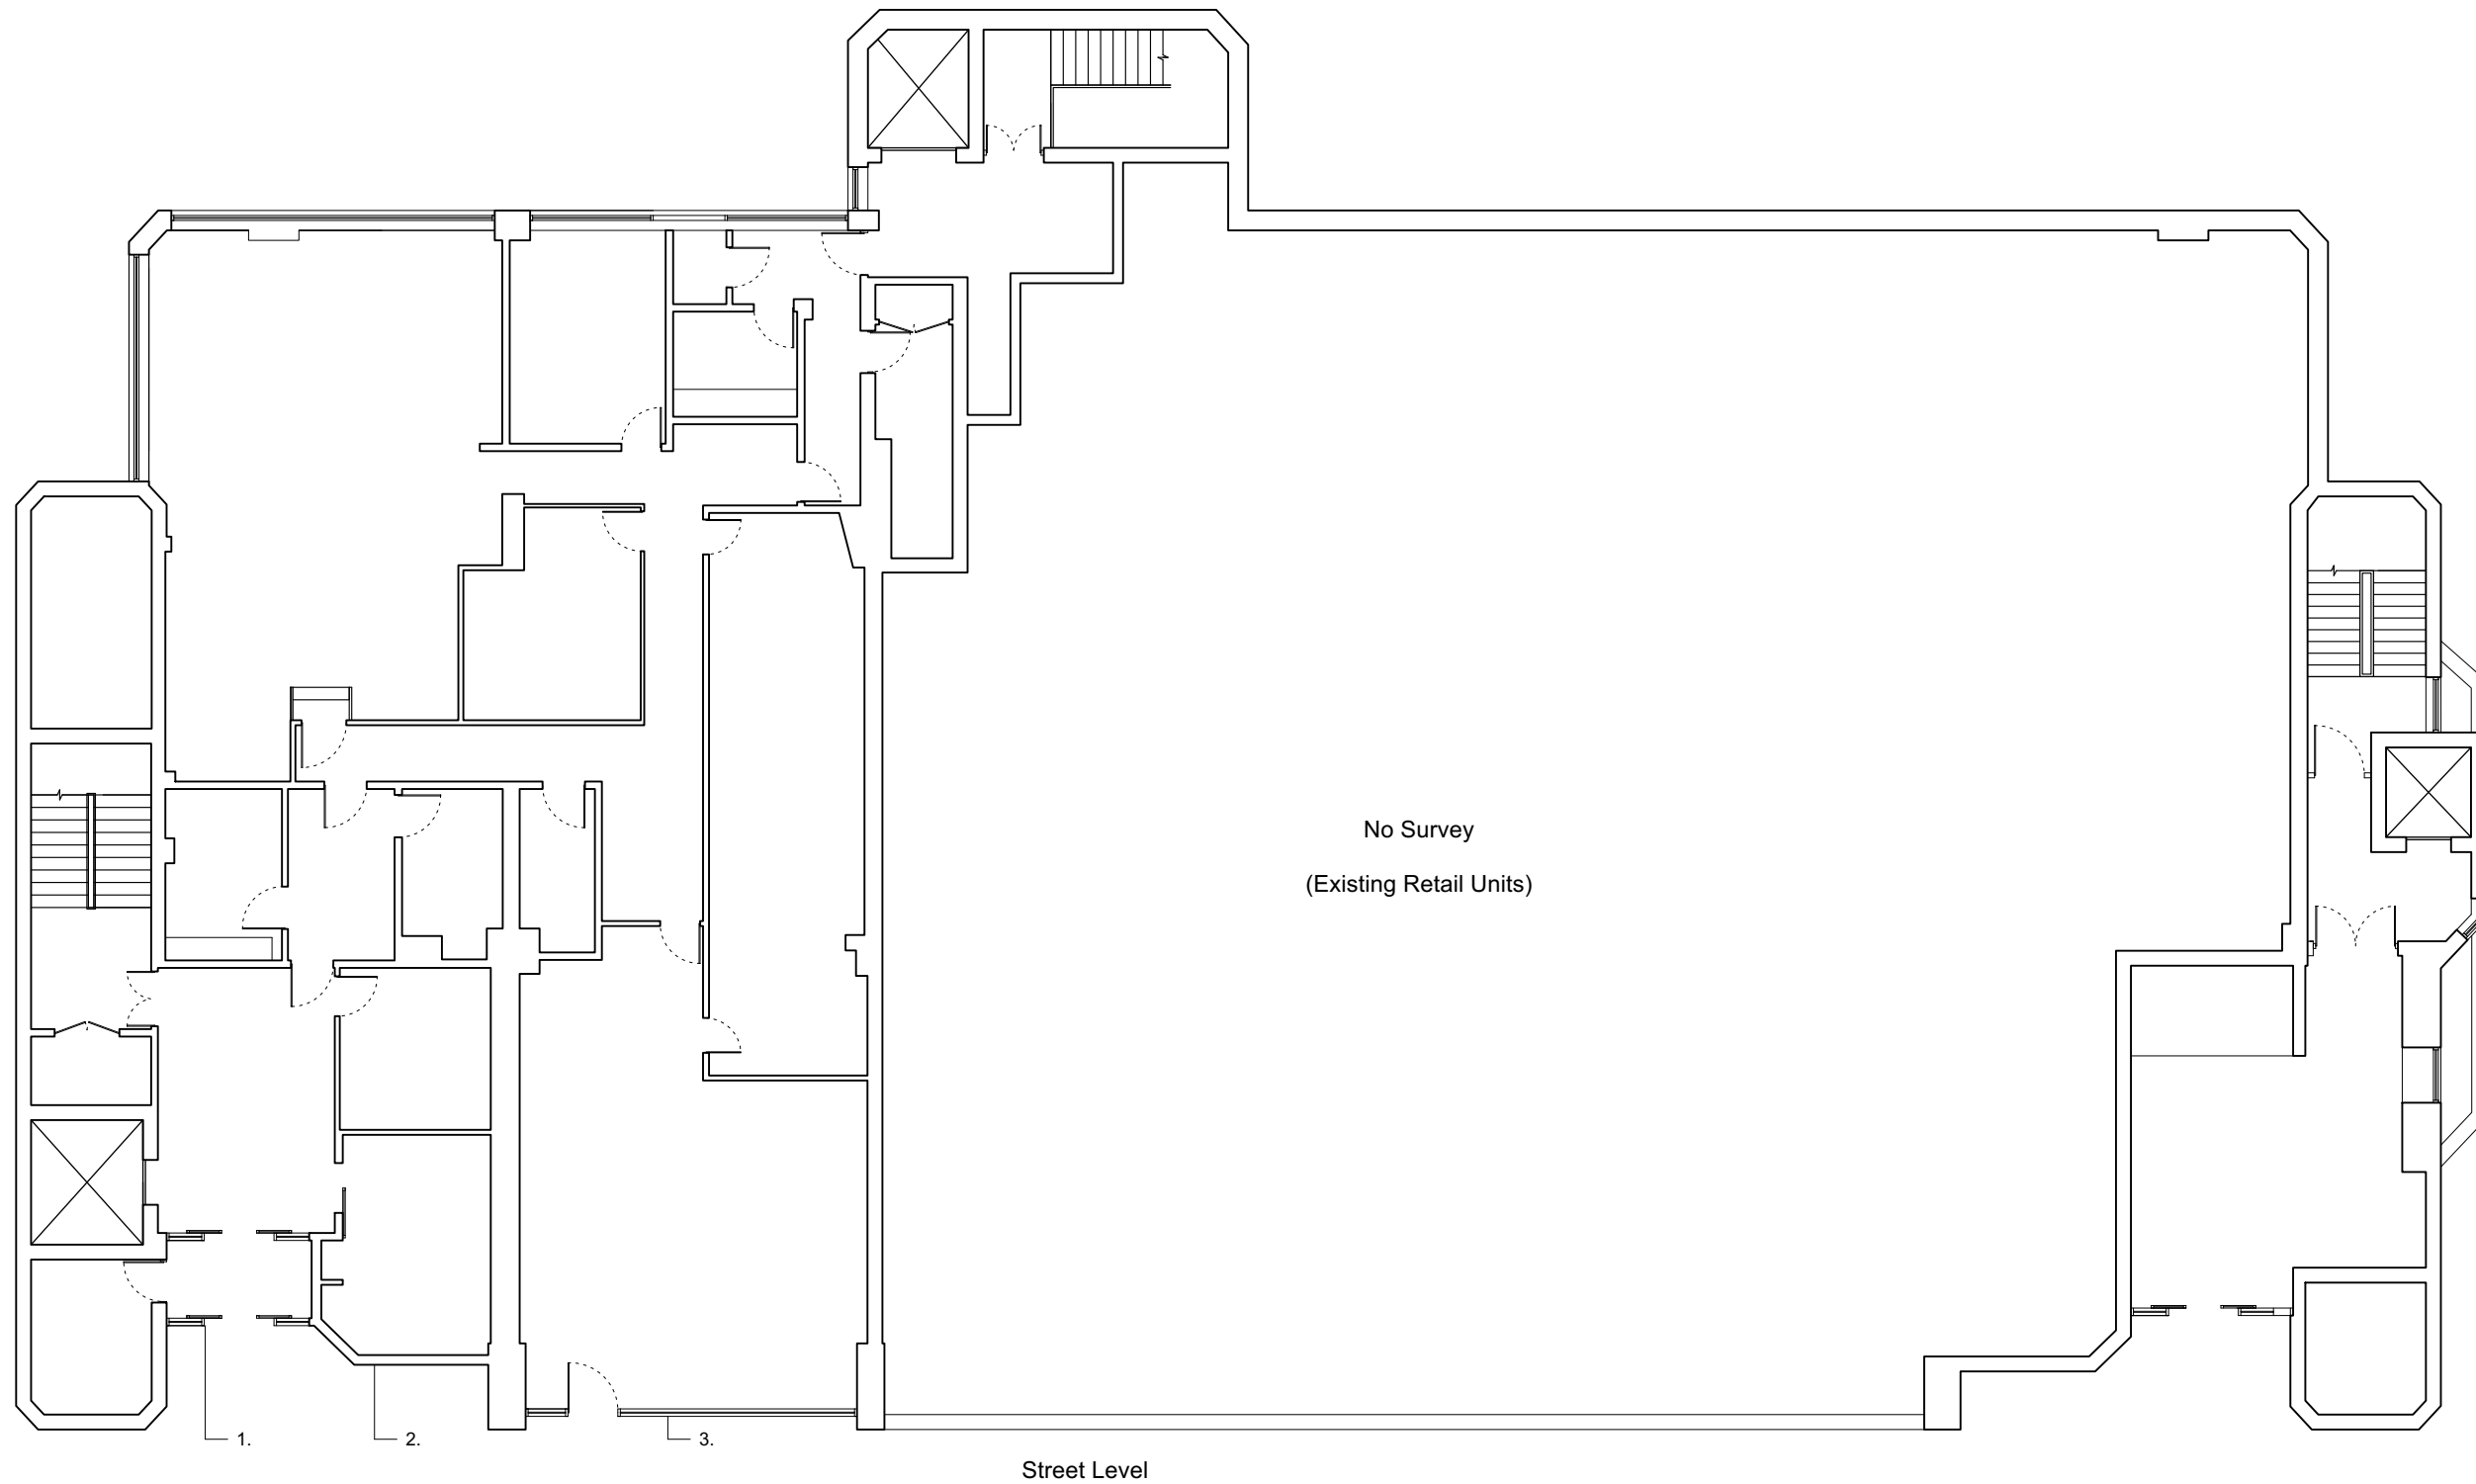 No Survey
(Existing Retail Units)
1.
2.
3.
Street Level